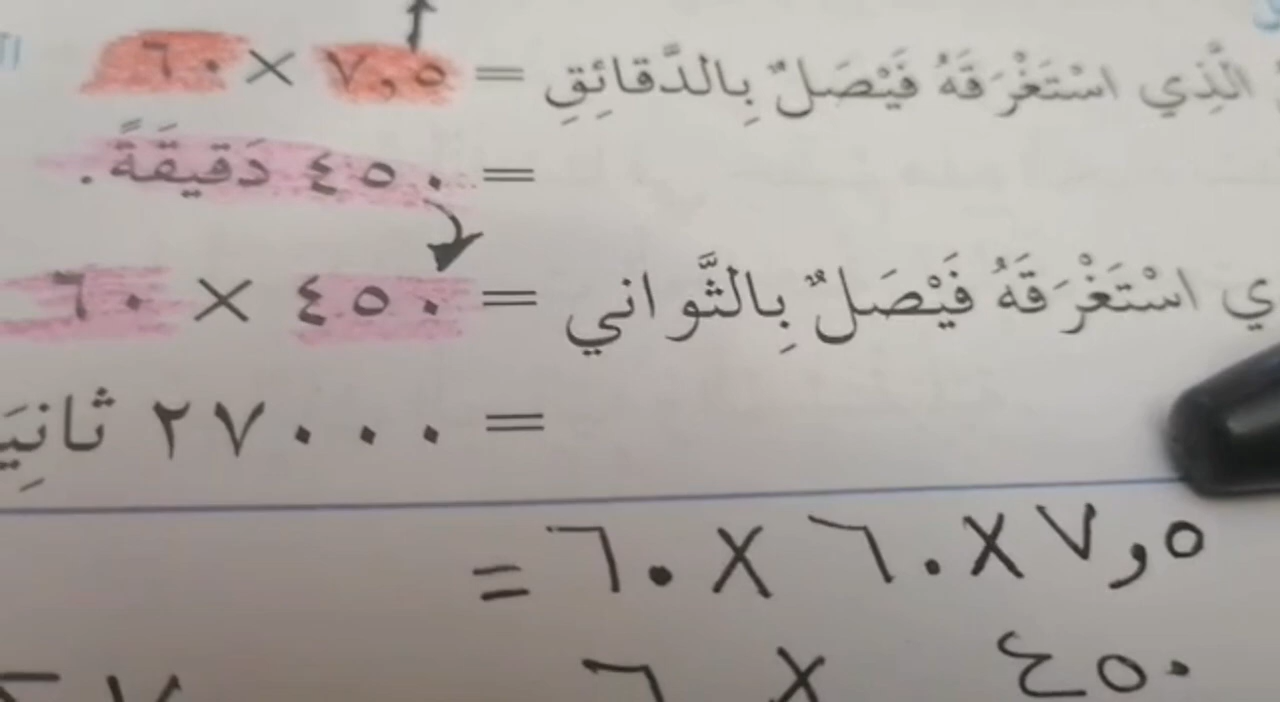 الَّذِي اسْتَغْرَقَهُ فَيْصَلٌ بِالدَّقائِقِ = ٧,٥ × ٦٠
= ٤٥٠ دَقيقَةً.
ي اسْتَغْرَقَهُ فَيْصَلٌ بِالثَّواني = ٤٥٠ × ٦٠
= ٢٧٠٠٠ ثانِيَ
٧,٥ × ٦٠ × ٦٠ =
٤٥٠ × ٦